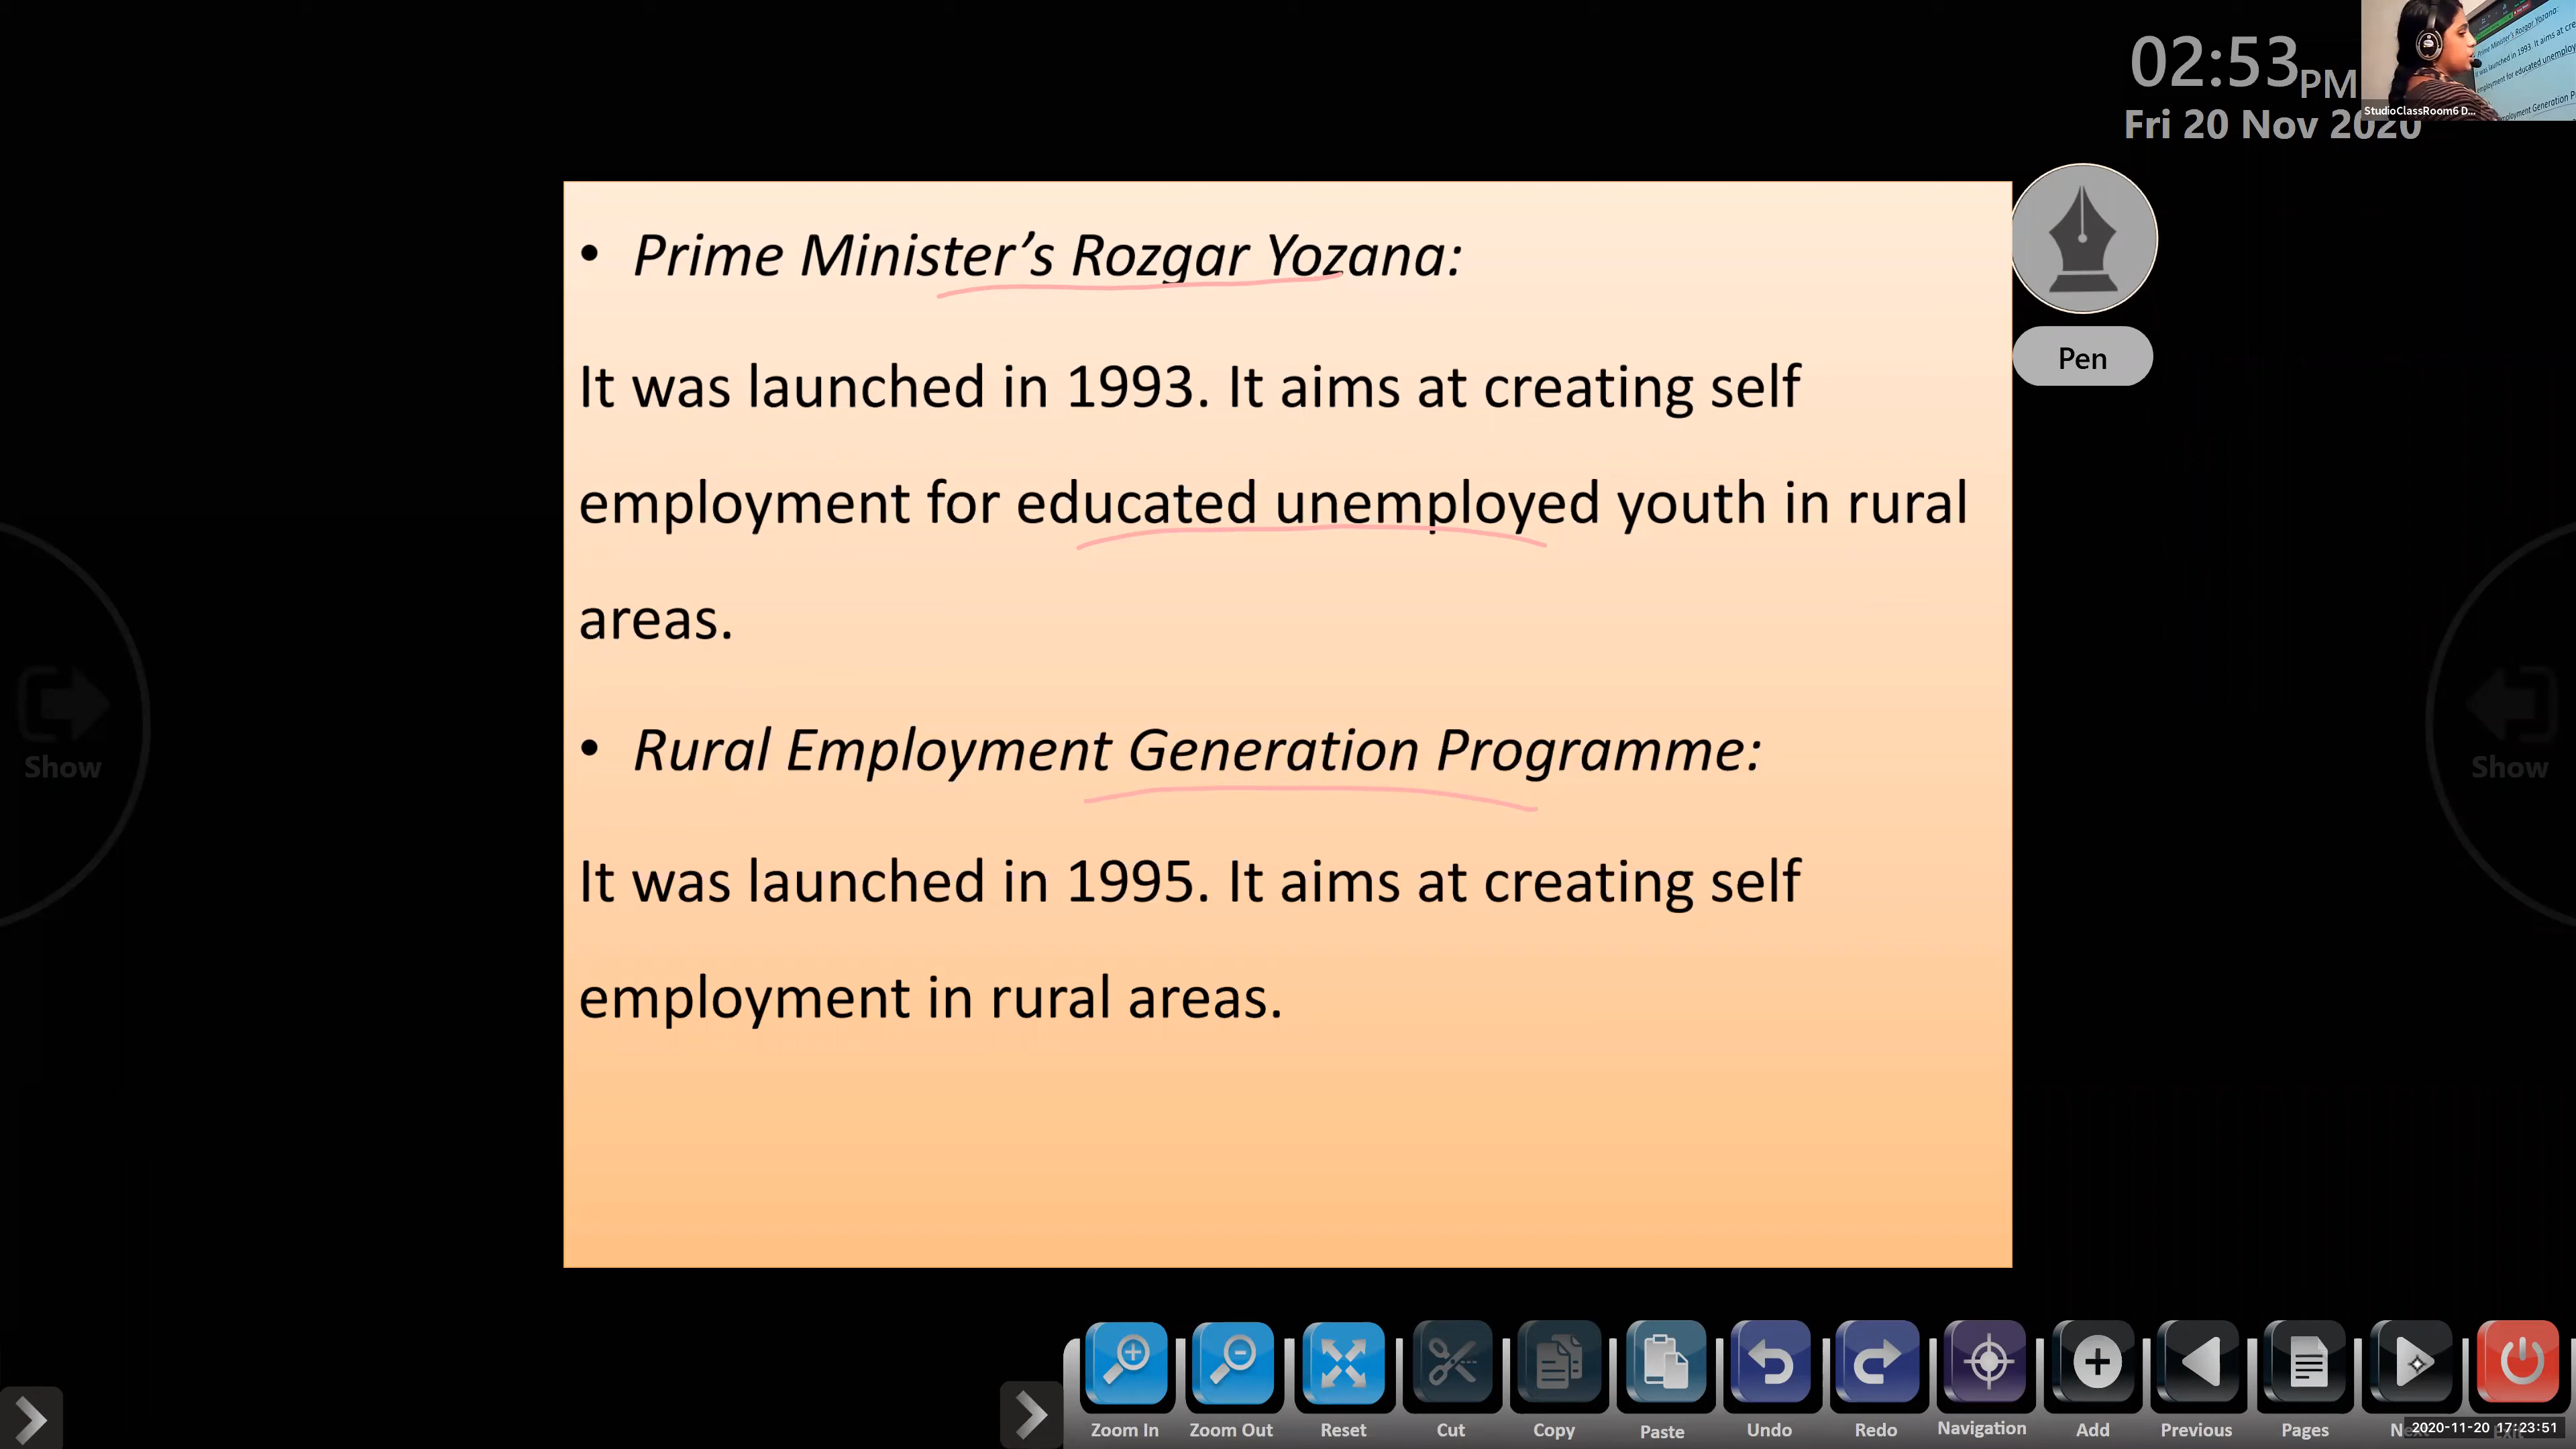 02:53 PM
Fri 20 Nov 2020
StudioClassRoom6 D...
• Prime Minister’s Rozgar Yozana:
It was launched in 1993. It aims at creating self
employment for educated unemployed youth in rural
areas.
• Rural Employment Generation Programme:
It was launched in 1995. It aims at creating self
employment in rural areas.
Pen
Show
Show
Zoom In
Zoom Out
Reset
Cut
Copy
Paste
Undo
Redo
Navigation
Add
Previous
Pages
2020-11-20 17:23:51